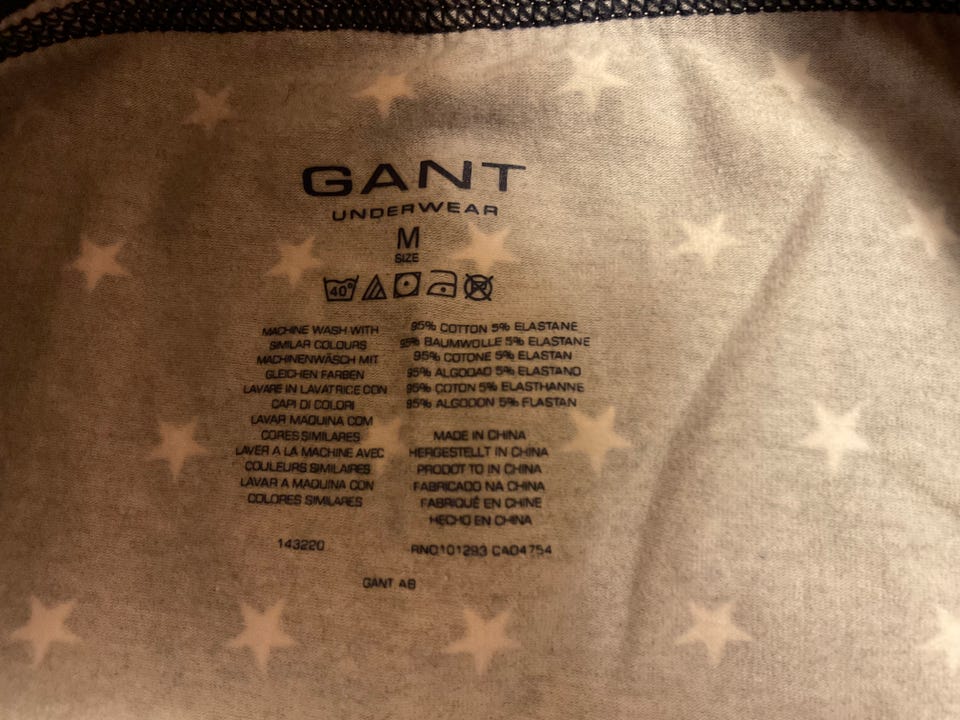 GANT
UNDERWEAR
M
SIZE
40°
MACHINE WASH WITH
SIMILAR COLOURS
MACHINENWÄSCH MIT
GLEICHEN FARBEN
LAVARE IN LAVATRICE CON
CAPI DI COLORI
LAVAR MAQUINA COM
CORES SIMILARES
LAVER A LA MACHINE AVEC
COULEURS SIMILAIRES
LAVAR A MAQUINA CON
COLORES SIMILARES
143220
95% COTTON 5% ELASTANE
95% BAUMWOLLE 5% ELASTANE
95% COTONE 5% ELASTAN
95% ALGODAO 5% ELASTANO
95% COTON 5% ELASTHANNE
95% ALGODON 5% ELASTAN
MADE IN CHINA
HERGESTELLT IN CHINA
PRODOT TO IN CHINA
FABRICADO NA CHINA
FABRIQUÉ EN CHINE
HECHO EN CHINA
RNO101293 CA04754
GANT AB